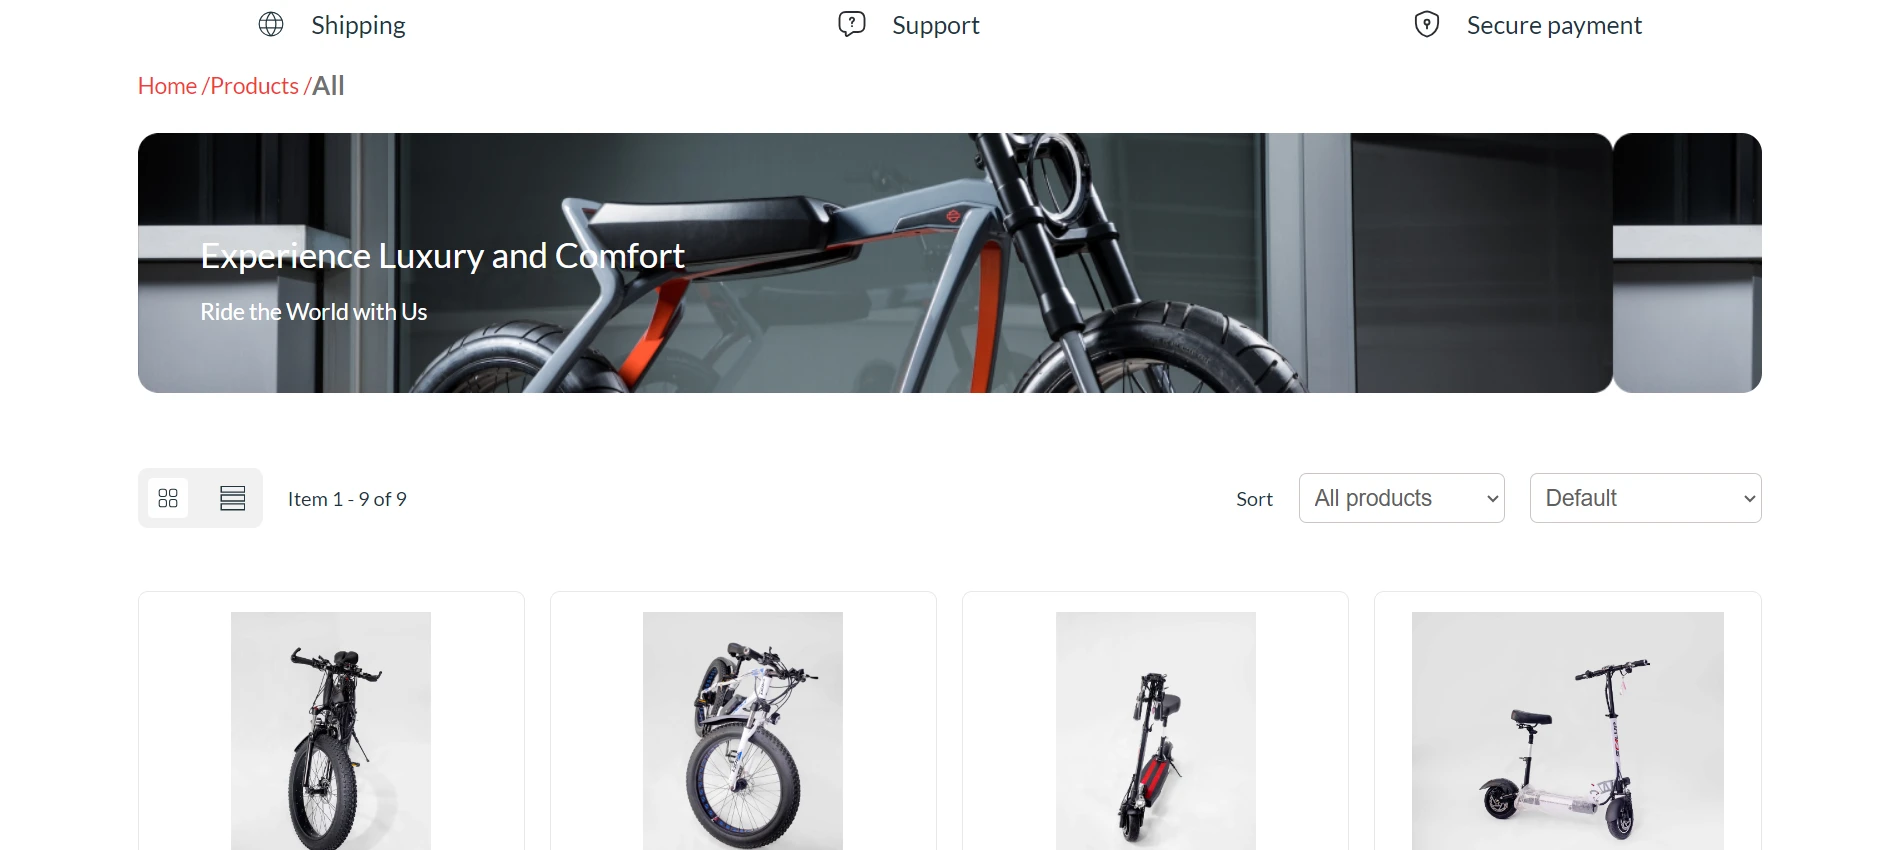 Shipping
Support
Secure payment
Home /Products /All
Experience Luxury and Comfort
Ride the World with Us
Item 1 - 9 of 9
Sort
All products
Default